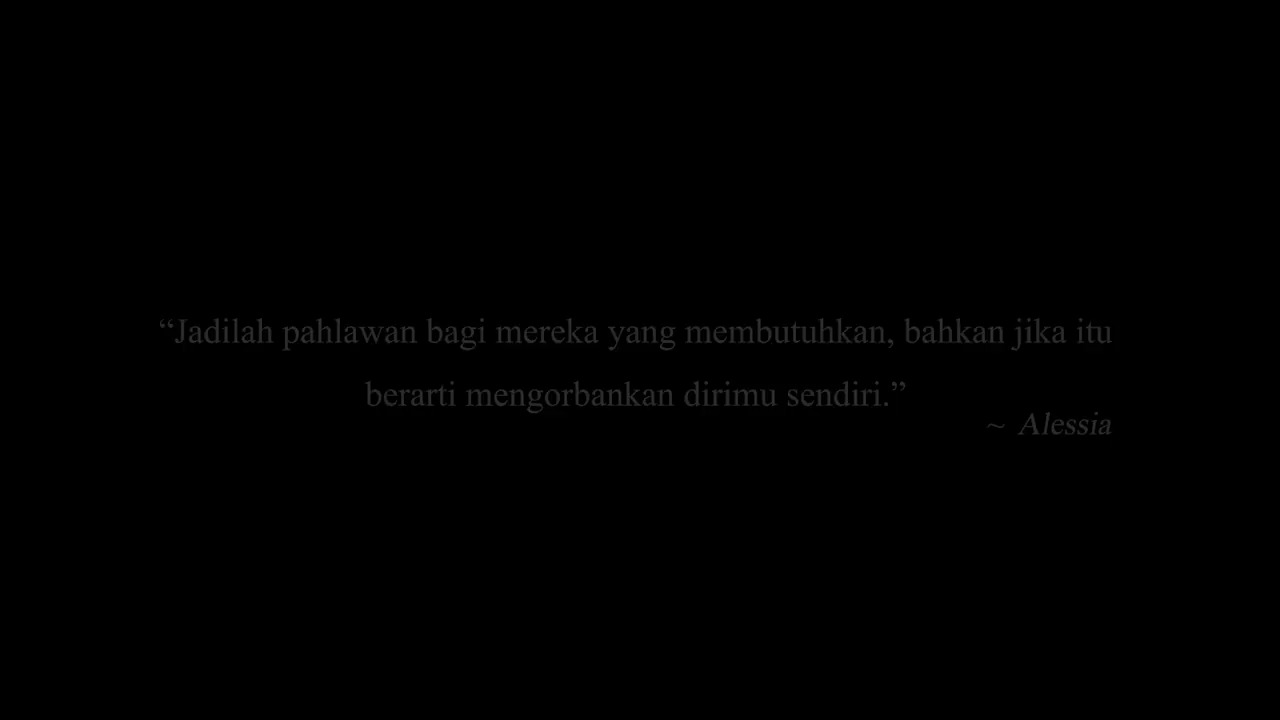 “Jadilah pahlawan bagi mereka yang membutuhkan, bahkan jika itu
berarti mengorbankan dirimu sendiri.”
~ Alessia